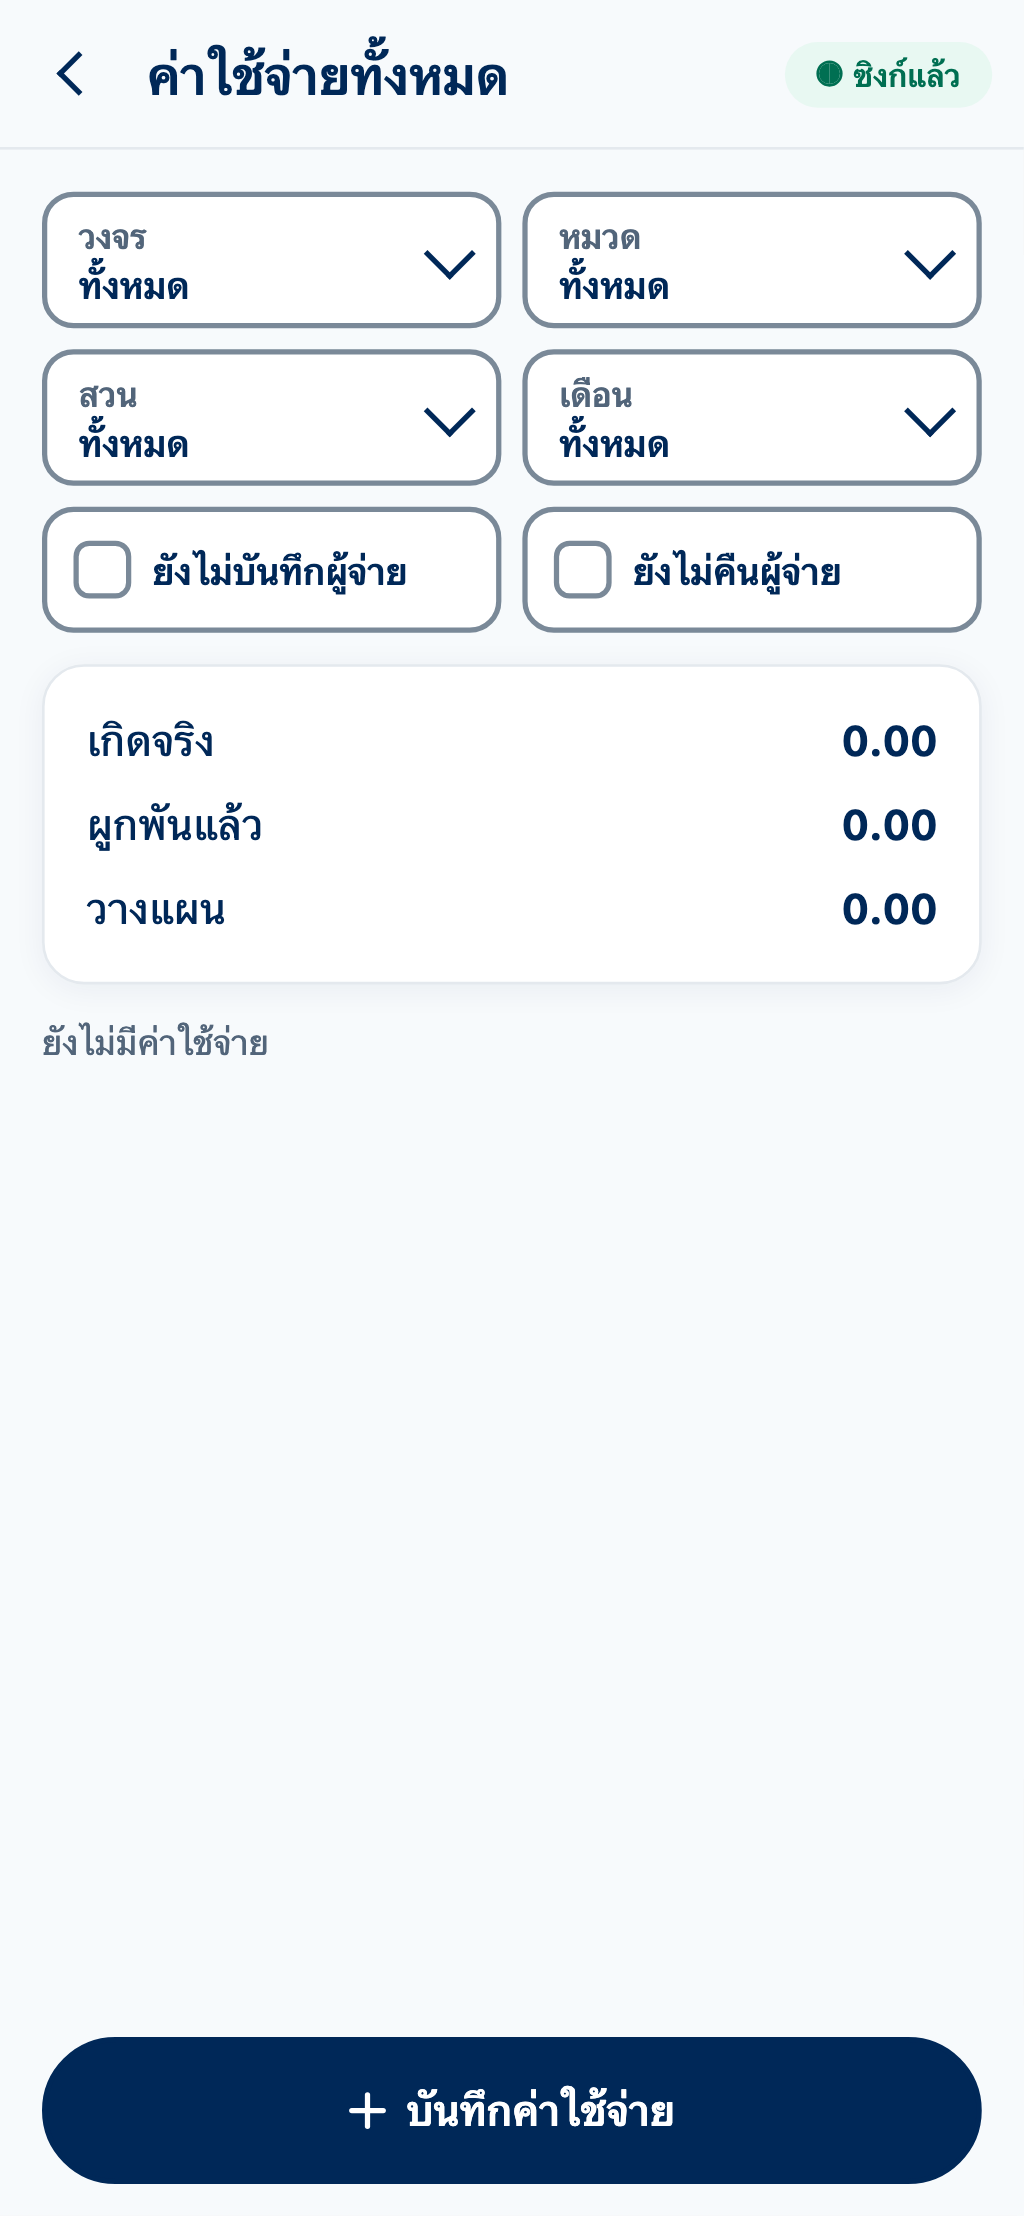 ค่าใช้จ่ายทั้งหมด
ซิงก์แล้ว
วงจร
ทั้งหมด
หมวด
ทั้งหมด
สวน
ทั้งหมด
เดือน
ทั้งหมด
ยังไม่บันทึกผู้จ่าย
ยังไม่คืนผู้จ่าย
เกิดจริง 0.00
ผูกพันแล้ว 0.00
วางแผน 0.00
ยังไม่มีค่าใช้จ่าย
+ บันทึกค่าใช้จ่าย